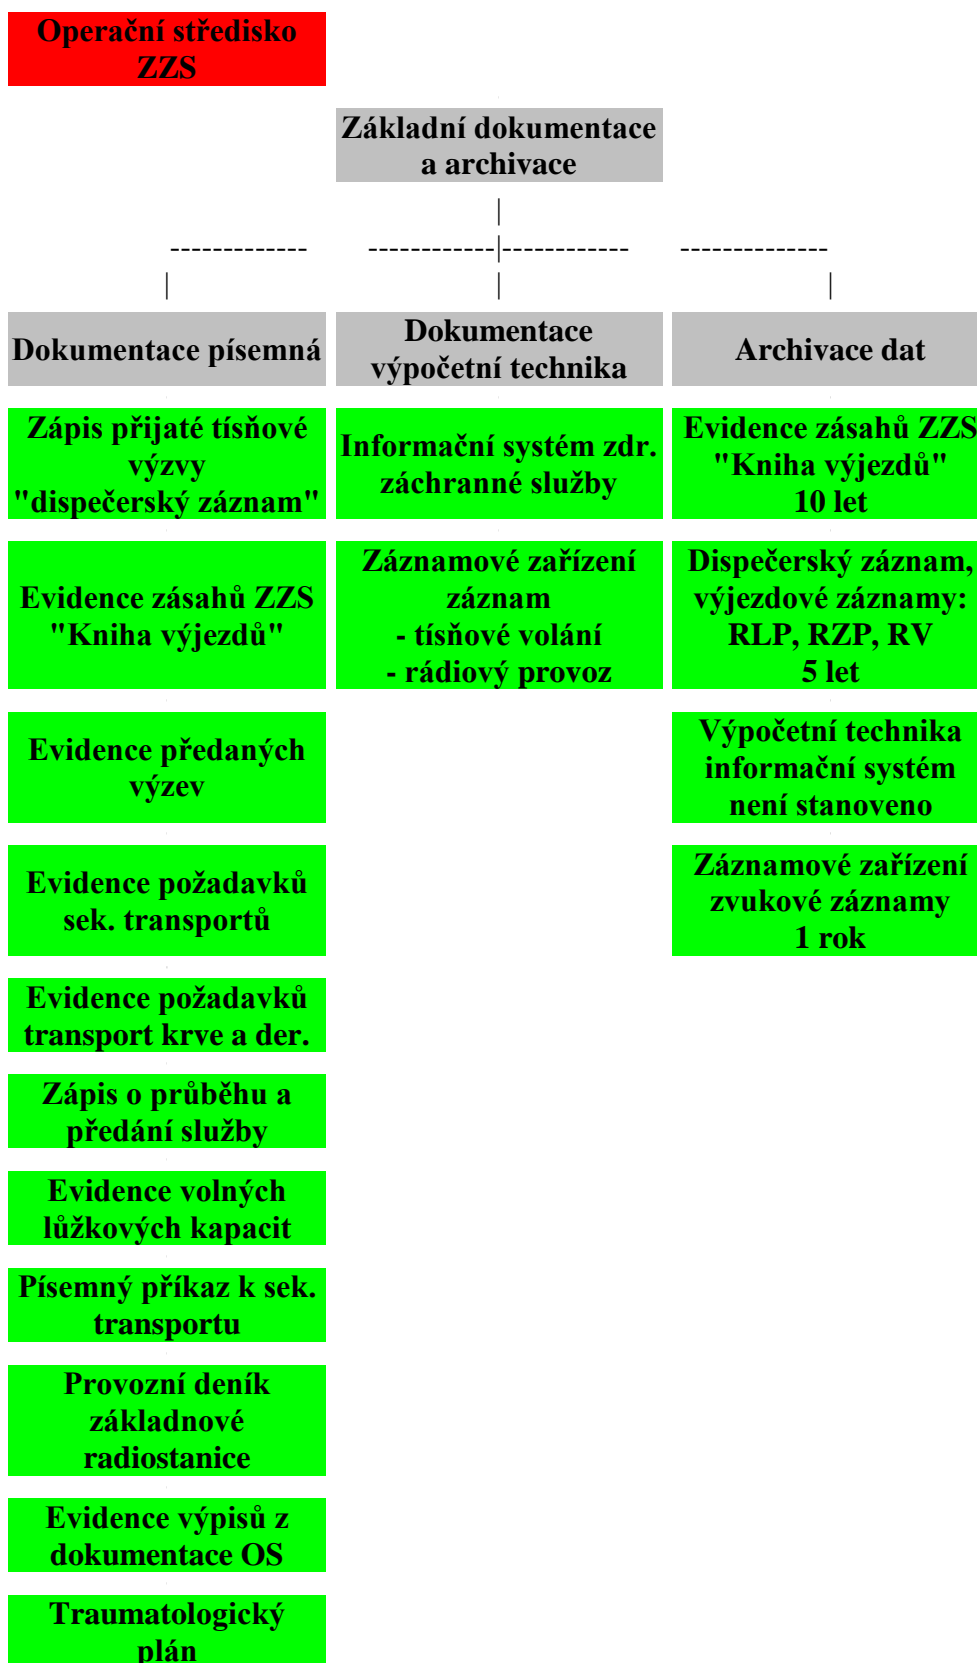 Operační středisko
ZZS
Základní dokumentace
a archivace
Dokumentace písemná
Dokumentace
výpočetní technika
Archivace dat
Zápis přijaté tísňové
výzvy
"dispečerský záznam"
Informační systém zdr.
záchranné služby
Evidence zásahů ZZS
"Kniha výjezdů"
10 let
Evidence zásahů ZZS
"Kniha výjezdů"
Záznamové zařízení
záznam
- tísňové volání
- rádiový provoz
Dispečerský záznam,
výjezdové záznamy:
RLP, RZP, RV
5 let
Evidence předaných
výzev
Výpočetní technika
informační systém
není stanoveno
Evidence požadavků
sek. transportů
Záznamové zařízení
zvukové záznamy
1 rok
Evidence požadavků
transport krve a der.
Zápis o průběhu a
předání služby
Evidence volných
lůžkových kapacit
Písemný příkaz k sek.
transportu
Provozní deník
základnové
radiostanice
Evidence výpisů z
dokumentace OS
Traumatologický
plán